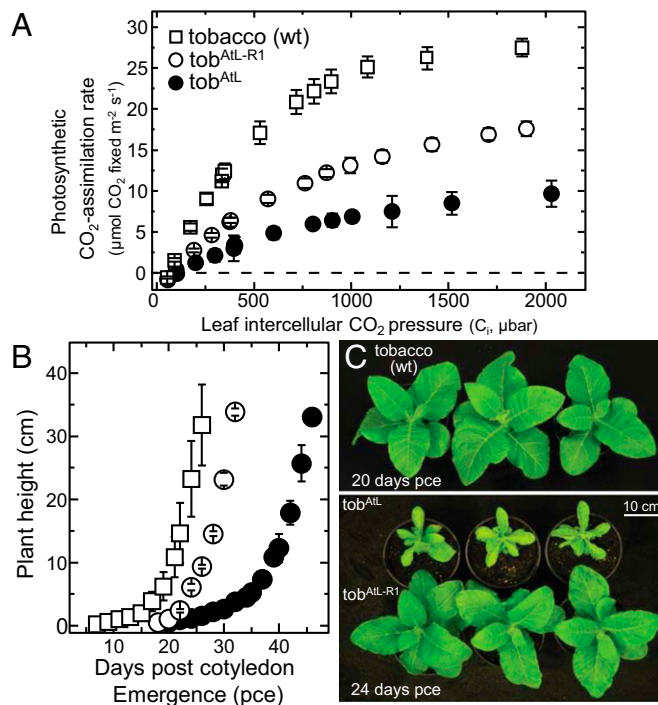 A
tobacco (wt)
tob^AtL-R1
tob^AtL
Photosynthetic
CO2-assimilation rate
(µmol CO2 fixed m-2 s-1)
30
25
20
15
10
5
0
0
500
1000
1500
2000
Leaf intercellular CO2 pressure (Ci, µbar)
B
Plant height (cm)
40
30
20
10
0
10
20
30
40
Days post cotyledon
Emergence (pce)
C
tobacco
(wt)
20 days pce
tob^AtL
10 cm
tob^AtL-R1
24 days pce